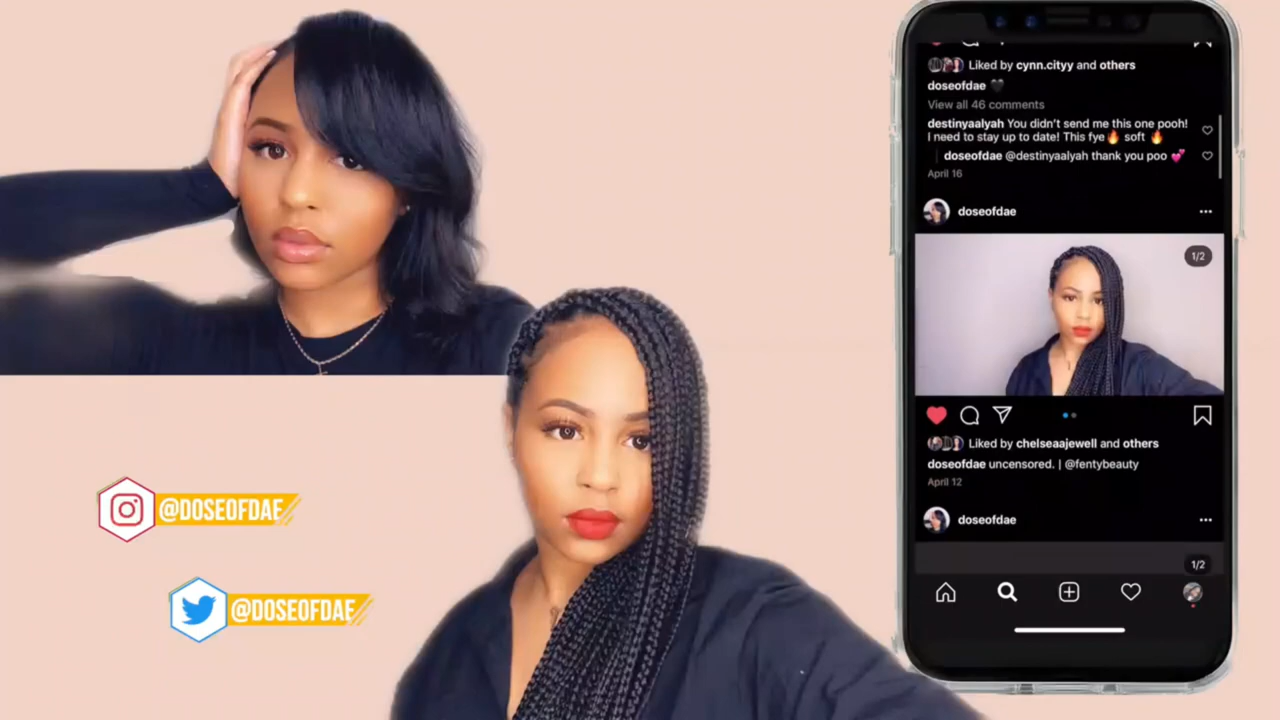 Liked by cynn.cityy and others
doseofdae 🖤
View all 46 comments
destinyaalyah You didn't send me this one pooh!
I need to stay up to date! This fye🔥 soft 🔥
doseofdae @destinyaalyah thank you poo 💕
April 16
doseofdae
1/2
Liked by chelseaajewell and others
doseofdae uncensored. | @fentybeauty
April 12
doseofdae
1/2
@DOSEOFDAE
@DOSEOFDAE